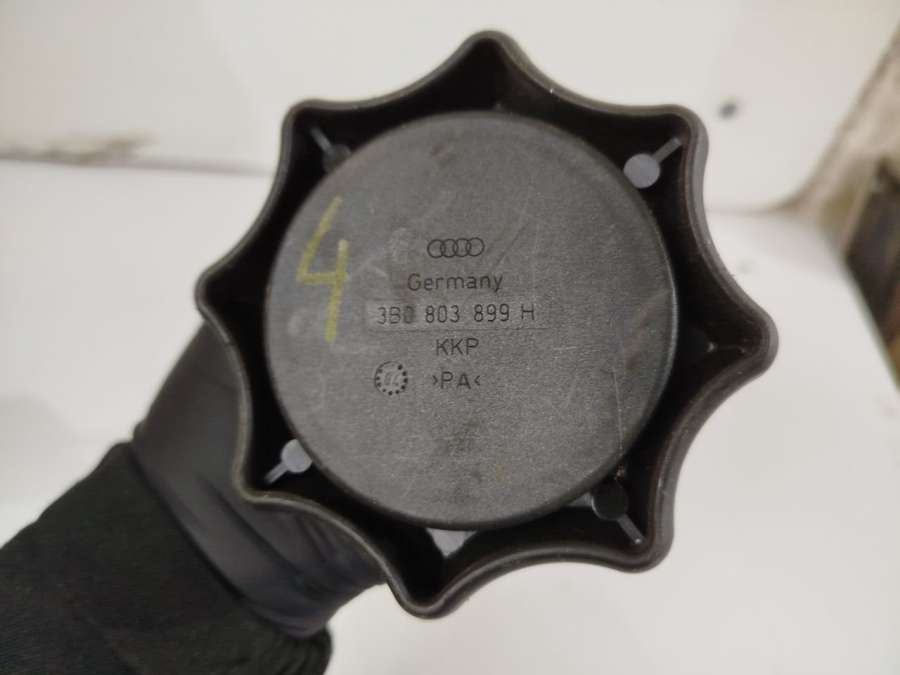 4
Germany
3B0 803 899 H
KKP
>PA<